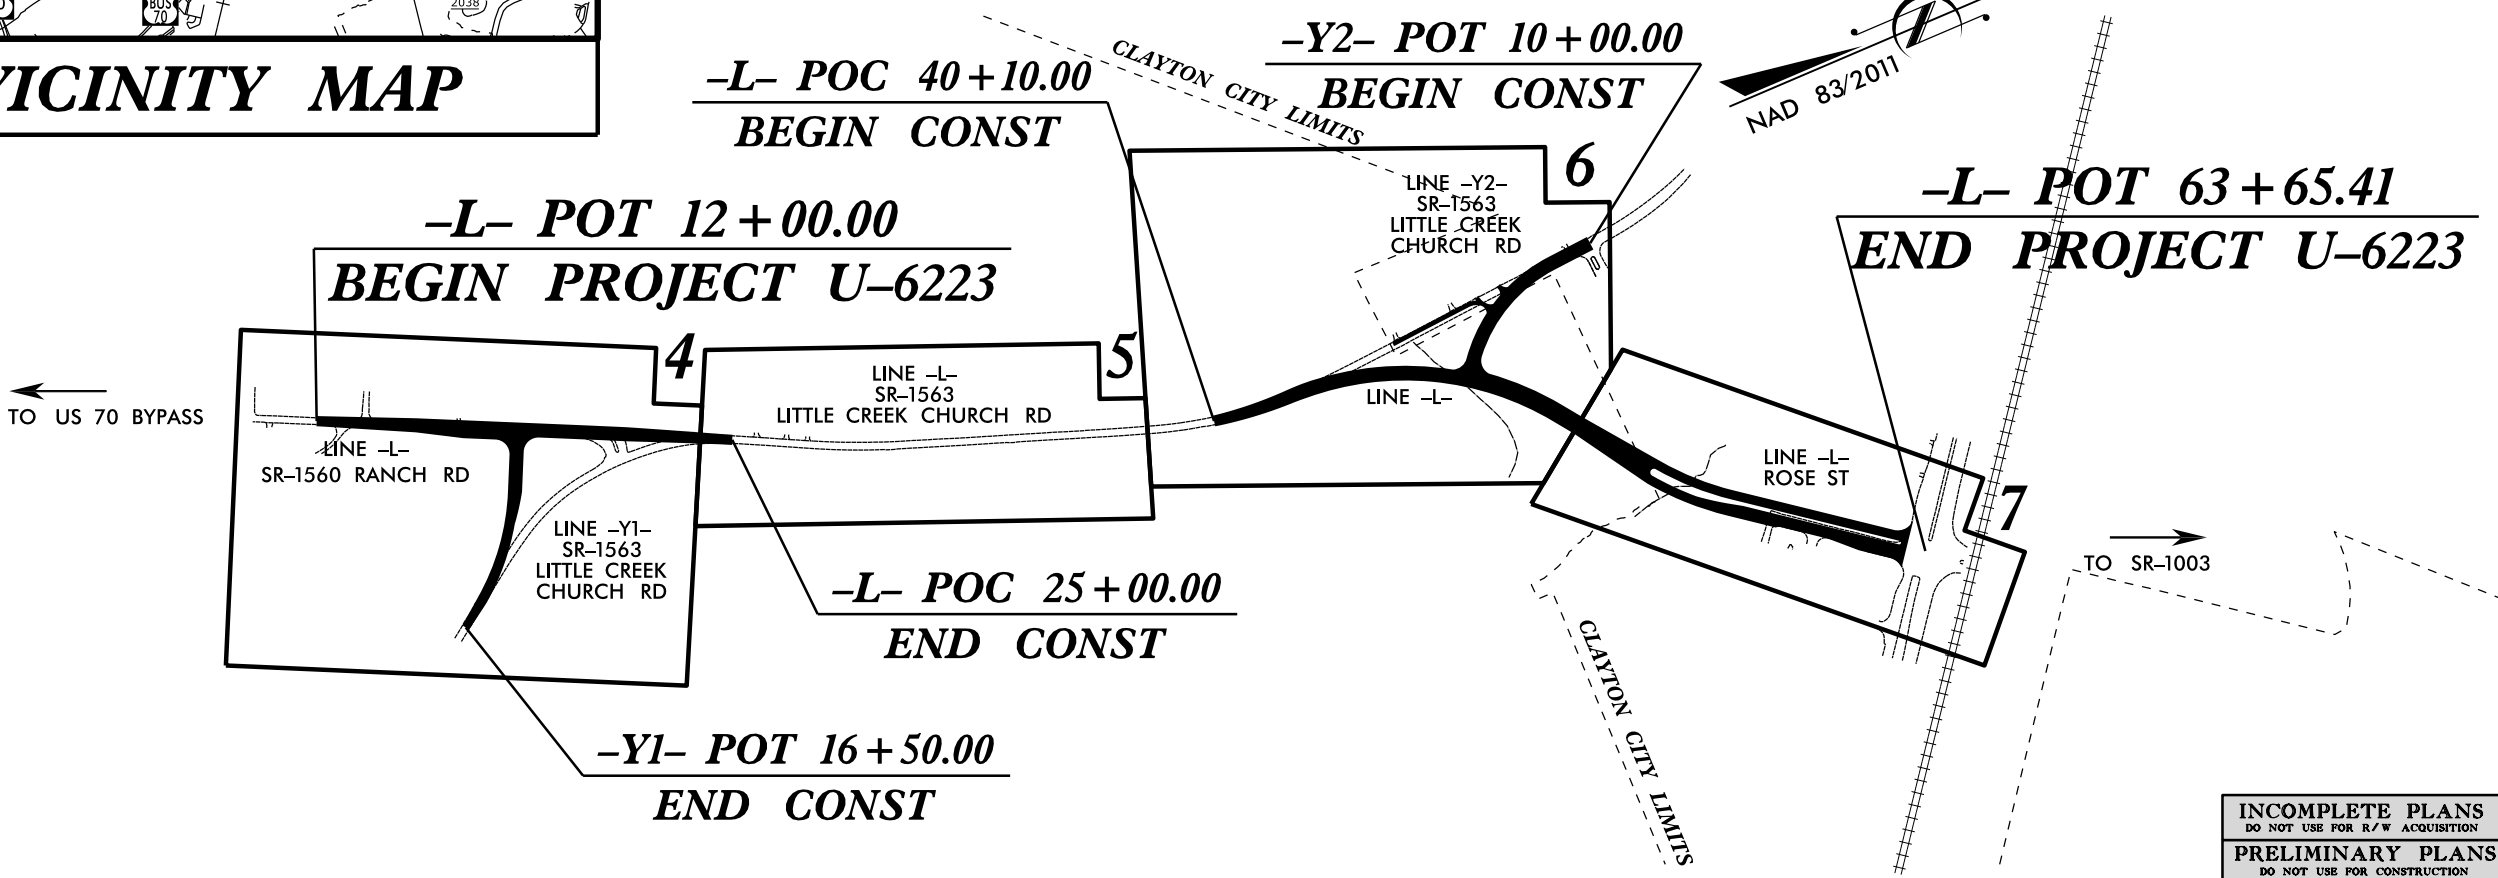 BUS
70
2038
VICINITY MAP
–L– POC 40+10.00
BEGIN CONST
CLAYTON CITY LIMITS
–Y2– POT 10+00.00
BEGIN CONST
NAD 83/2011
–L– POT 12+00.00
BEGIN PROJECT U–6223
–L– POT 63+65.41
END PROJECT U–6223
6
LINE –Y2–
SR–1563
LITTLE CREEK
CHURCH RD
4
5
LINE –L–
SR–1563
LITTLE CREEK CHURCH RD
LINE –L–
TO US 70 BYPASS
LINE –L–
SR–1560 RANCH RD
LINE –L–
ROSE ST
7
LINE –Y1–
SR–1563
LITTLE CREEK
CHURCH RD
TO SR–1003
–L– POC 25+00.00
END CONST
CLAYTON CITY LIMITS
–Y1– POT 16+50.00
END CONST
INCOMPLETE PLANS
DO NOT USE FOR R/W ACQUISITION
PRELIMINARY PLANS
DO NOT USE FOR CONSTRUCTION